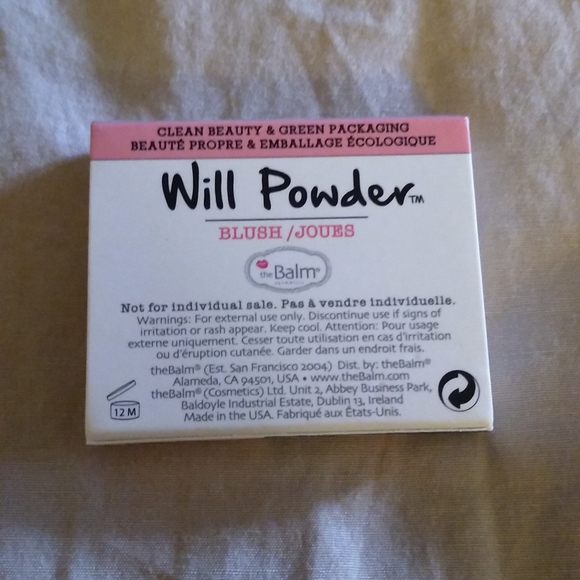 CLEAN BEAUTY & GREEN PACKAGING
BEAUTÉ PROPRE & EMBALLAGE ÉCOLOGIQUE
Will Powder™
BLUSH / JOUES
theBalm®
COSMETICS
Not for individual sale. Pas à vendre individuelle.
Warnings: For external use only. Discontinue use if signs of
irritation or rash appear. Keep cool. Attention: Pour usage
externe uniquement. Cesser toute utilisation en cas d'irritation
ou d'éruption cutanée. Garder dans un endroit frais.
theBalm® (Est. San Francisco 2004) Dist. by: theBalm®
Alameda, CA 94501, USA • www.theBalm.com
theBalm® (Cosmetics) Ltd. Unit 2, Abbey Business Park,
Baldoyle Industrial Estate, Dublin 13, Ireland
Made in the USA. Fabriqué aux États-Unis.
12 M